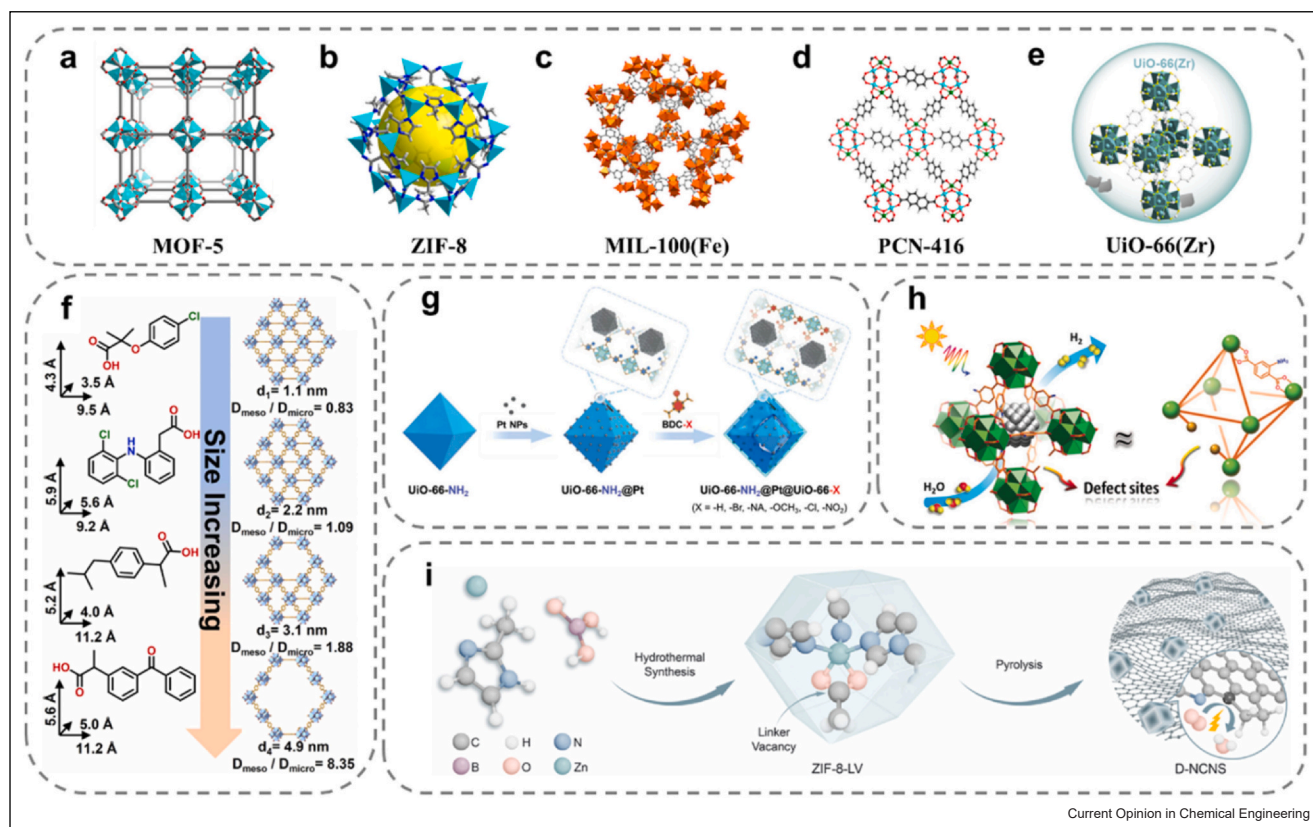 a
b
c
d
e
UiO-66(Zr)
MOF-5
ZIF-8
MIL-100(Fe)
PCN-416
UiO-66(Zr)
f
Cl
O
OH
O
4.3 Å
3.5 Å
9.5 Å
d₁= 1.1 nm
Dmeso / Dmicro= 0.83
Cl
H
N
O
OH
Cl
5.9 Å
5.6 Å
9.2 Å
d₂= 2.2 nm
Dmeso / Dmicro= 1.09
O
OH
5.2 Å
4.0 Å
11.2 Å
d₃= 3.1 nm
Dmeso / Dmicro= 1.88
HO
O
O
5.6 Å
5.0 Å
11.2 Å
d₄= 4.9 nm
Dmeso / Dmicro= 8.35
Size Increasing
g
Pt NPs
BDC-X
UiO-66-NH₂
UiO-66-NH₂@Pt
UiO-66-NH₂@Pt@UiO-66-X
(X = -H, -Br, -NA, -OCH₃, -Cl, -NO₂)
h
H₂
H₂O
NH₂
≈
Defect sites
i
Hydrothermal
Synthesis
Pyrolysis
Linker
Vacancy
C
H
N
B
O
Zn
ZIF-8-LV
D-NCNS
Current Opinion in Chemical Engineering